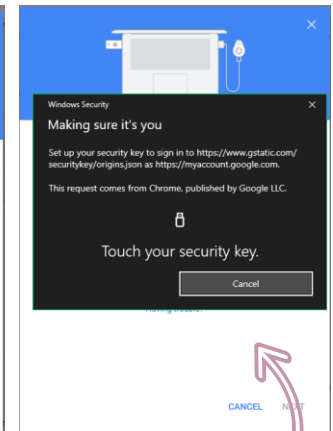 Windows Security
Making sure it's you
Set up your security key to sign in to https://www.gstatic.com/
securitykey/origins.json as https://myaccount.google.com.
This request comes from Chrome, published by Google LLC.
Touch your security key.
Cancel
CANCEL